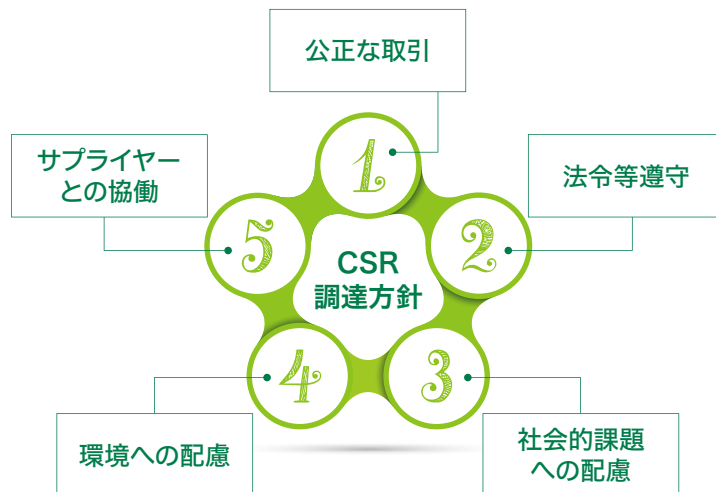 公正な取引
1
サプライヤー
との協働
5
法令等遵守
2
CSR
調達方針
4
環境への配慮
3
社会的課題
への配慮